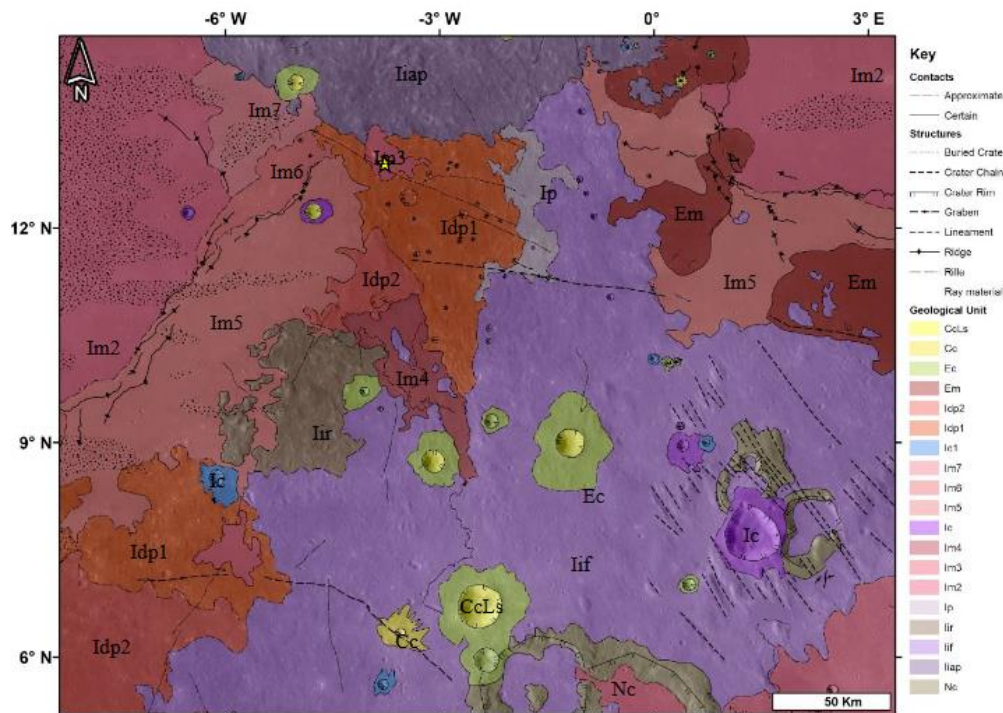 -6° W
-3° W
0°
3° E
N
12° N
9° N
6° N
Iiap
Im2
Im7
Im3
Im6
Ip
Em
Idp1
Idp2
Im5
Em
Im5
Im2
Im4
Iir
Ic
Ec
Ic
Idp1
Iif
CcLs
Cc
Idp2
Nc
50 Km
Key
Contacts
Approximate
Certain
Structures
Buried Crate
Crater Chain
Crater Rim
Graben
Lineament
Ridge
Rille
Ray material
Geological Unit
CcLs
Cc
Ec
Em
Idp2
Idp1
Ic1
Im7
Im6
Im5
Ic
Im4
Im3
Im2
Ip
Iir
Iif
Iiap
Nc